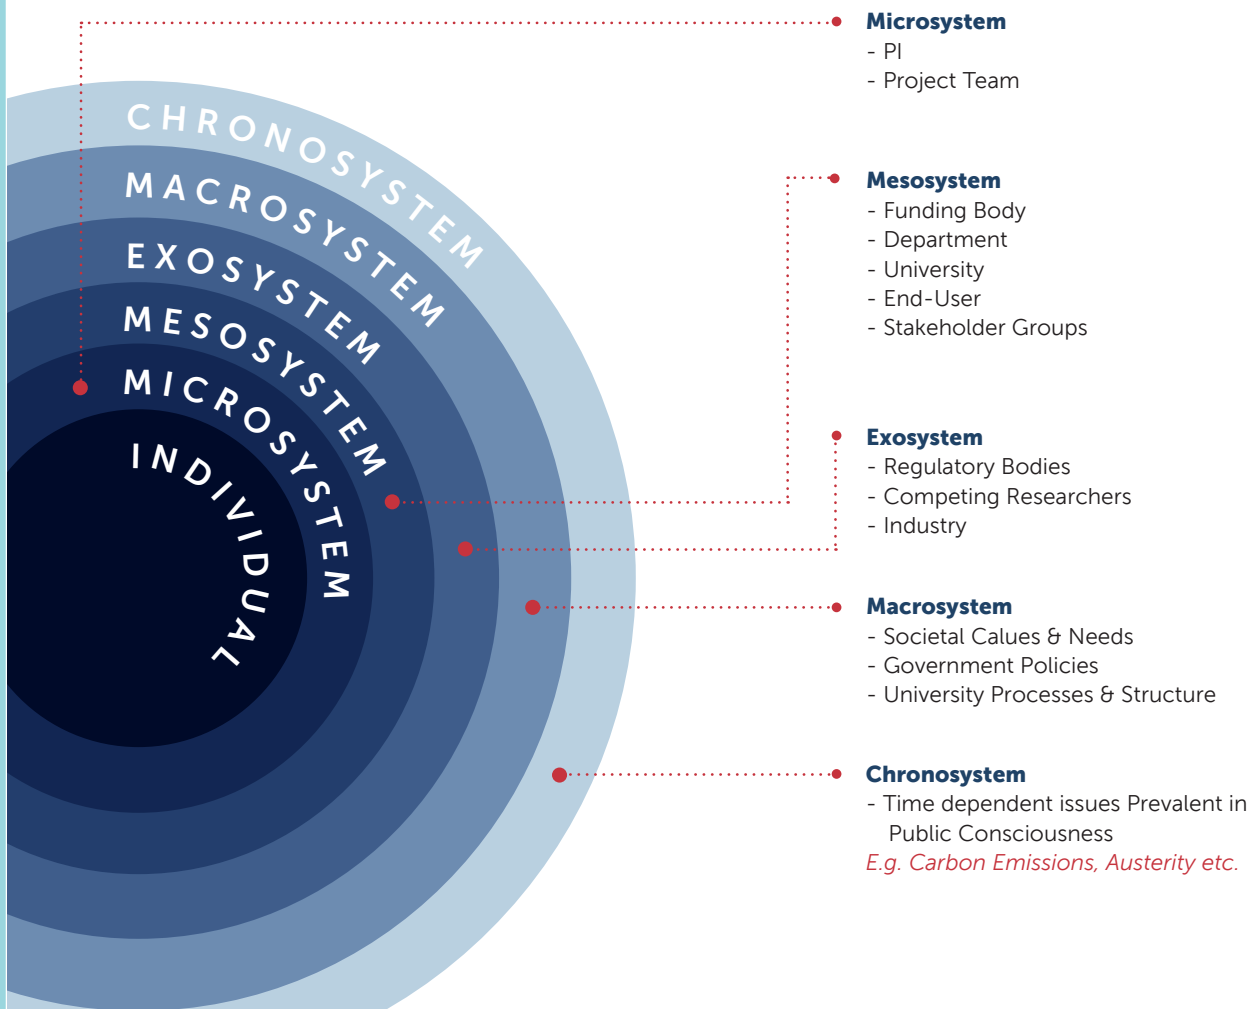 CHRONOSYSTEM
MACROSYSTEM
EXOSYSTEM
MESOSYSTEM
MICROSYSTEM
INDIVIDUAL
Microsystem
- PI
- Project Team
Mesosystem
- Funding Body
- Department
- University
- End-User
- Stakeholder Groups
Exosystem
- Regulatory Bodies
- Competing Researchers
- Industry
Macrosystem
- Societal Calues & Needs
- Government Policies
- University Processes & Structure
Chronosystem
- Time dependent issues Prevalent in
Public Consciousness
E.g. Carbon Emissions, Austerity etc.